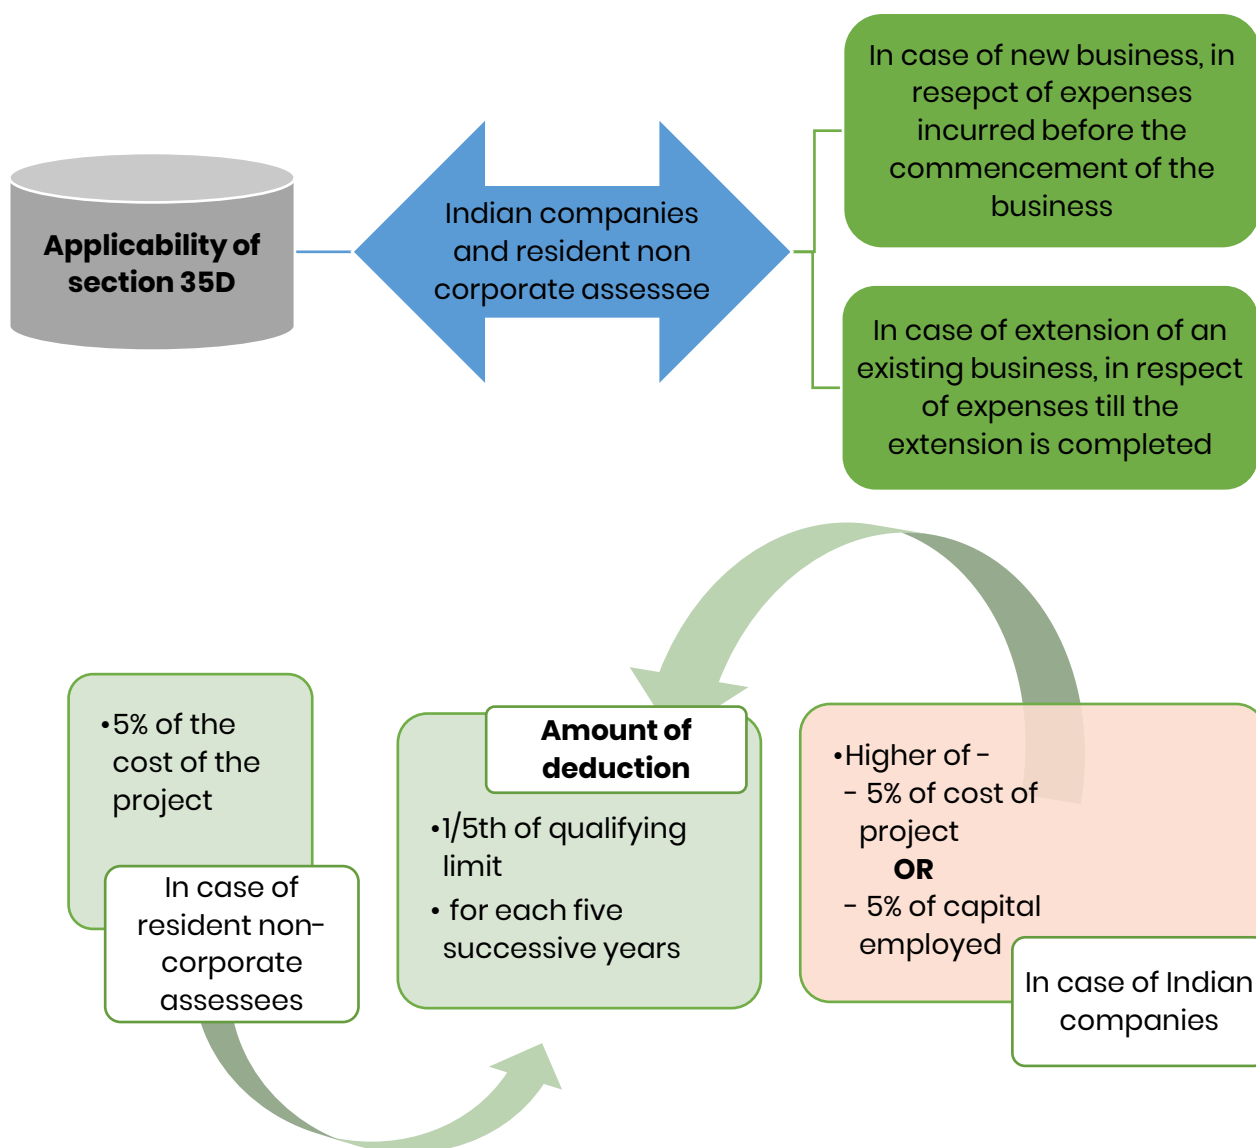 Applicability of
section 35D
Indian companies
and resident non
corporate assessee
In case of new business, in
resepct of expenses
incurred before the
commencement of the
business
In case of extension of an
existing business, in respect
of expenses till the
extension is completed
•5% of the
cost of the
project
In case of
resident non-
corporate
assessees
Amount of
deduction
•1/5th of qualifying
limit
• for each five
successive years
•Higher of -
- 5% of cost of
project
OR
- 5% of capital
employed
In case of Indian
companies